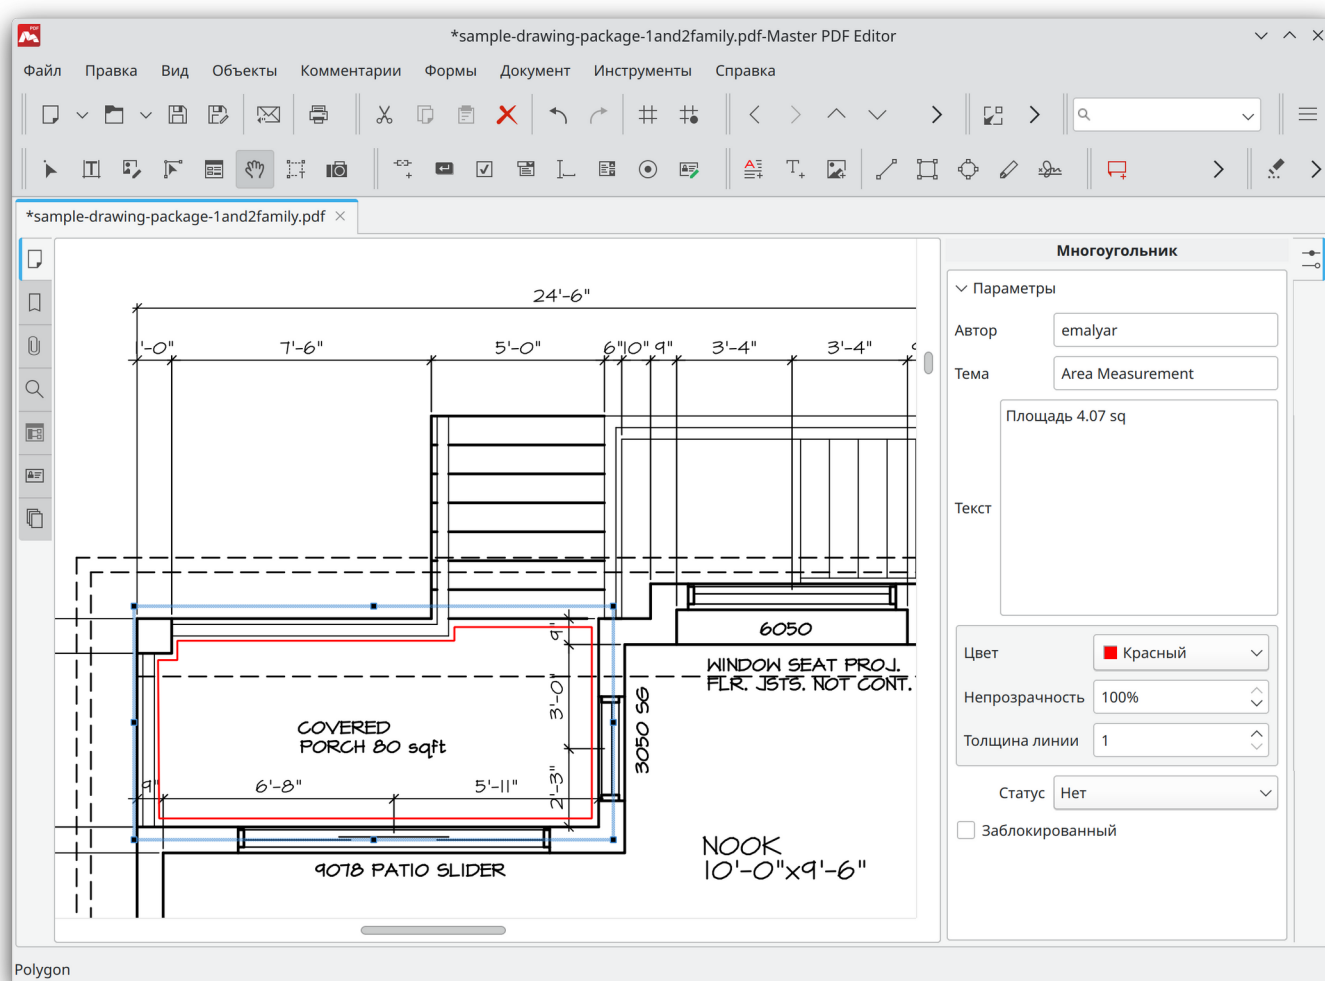 *sample-drawing-package-1and2family.pdf-Master PDF Editor
Файл Правка Вид Объекты Комментарии Формы Документ Инструменты Справка
*sample-drawing-package-1and2family.pdf
24'-6"
'-0" 7'-6" 5'-0" 6" 10" 9" 3'-4" 3'-4"
9"
6050
WINDOW SEAT PROJ.
FLR. JSTS. NOT CONT.
3'-0"
3050 SG
COVERED
PORCH 80 sqft
2'-3"
9" 6'-8" 5'-11"
NOOK
10'-0"x9'-6"
9078 PATIO SLIDER
Многоугольник
Параметры
Автор emalyar
Тема Area Measurement
Текст Площадь 4.07 sq
Цвет Красный
Непрозрачность 100%
Толщина линии 1
Статус Нет
Заблокированный
Polygon